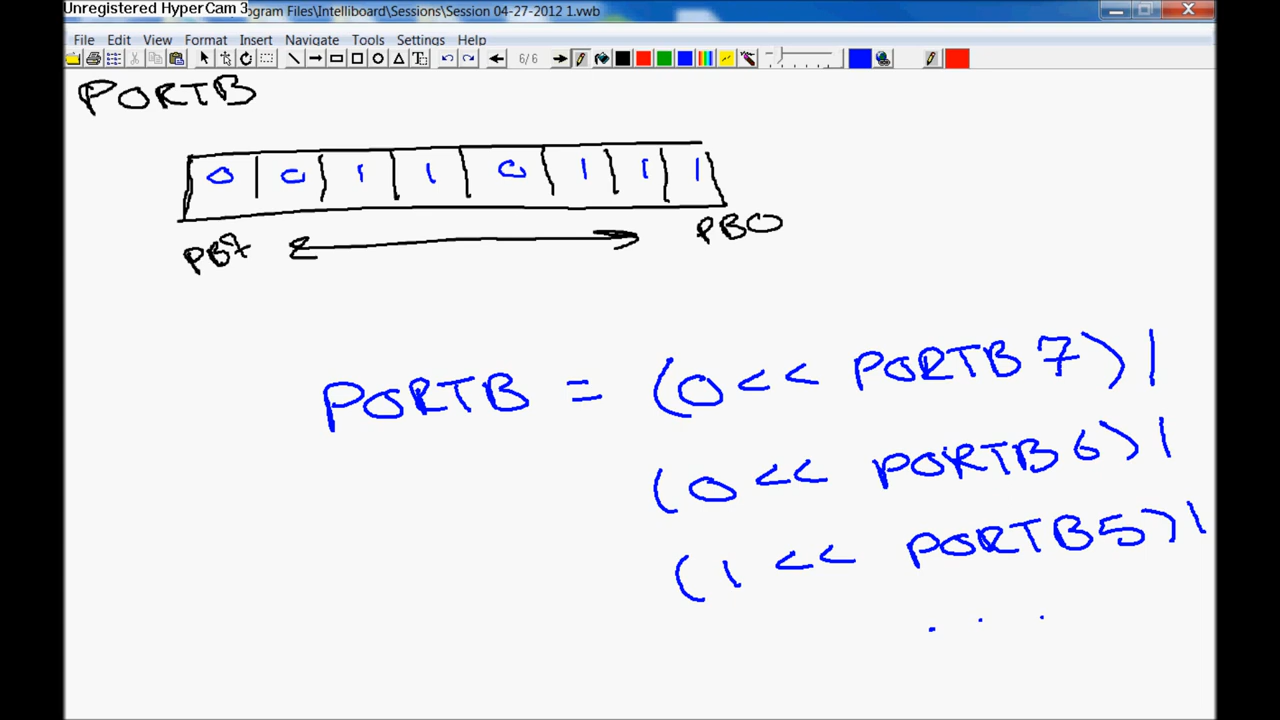 Unregistered HyperCam 3
ogram Files\Intelliboard\Sessions\Session 04-27-2012 1.vwb
File Edit View Format Insert Navigate Tools Settings Help
6/6
PORTB
0 0 1 1 0 1 1 1
PB7 PB0
PORTB = (0<< PORTB7) |
(0 << PORTB6) |
(1 << PORTB5) |
. . .